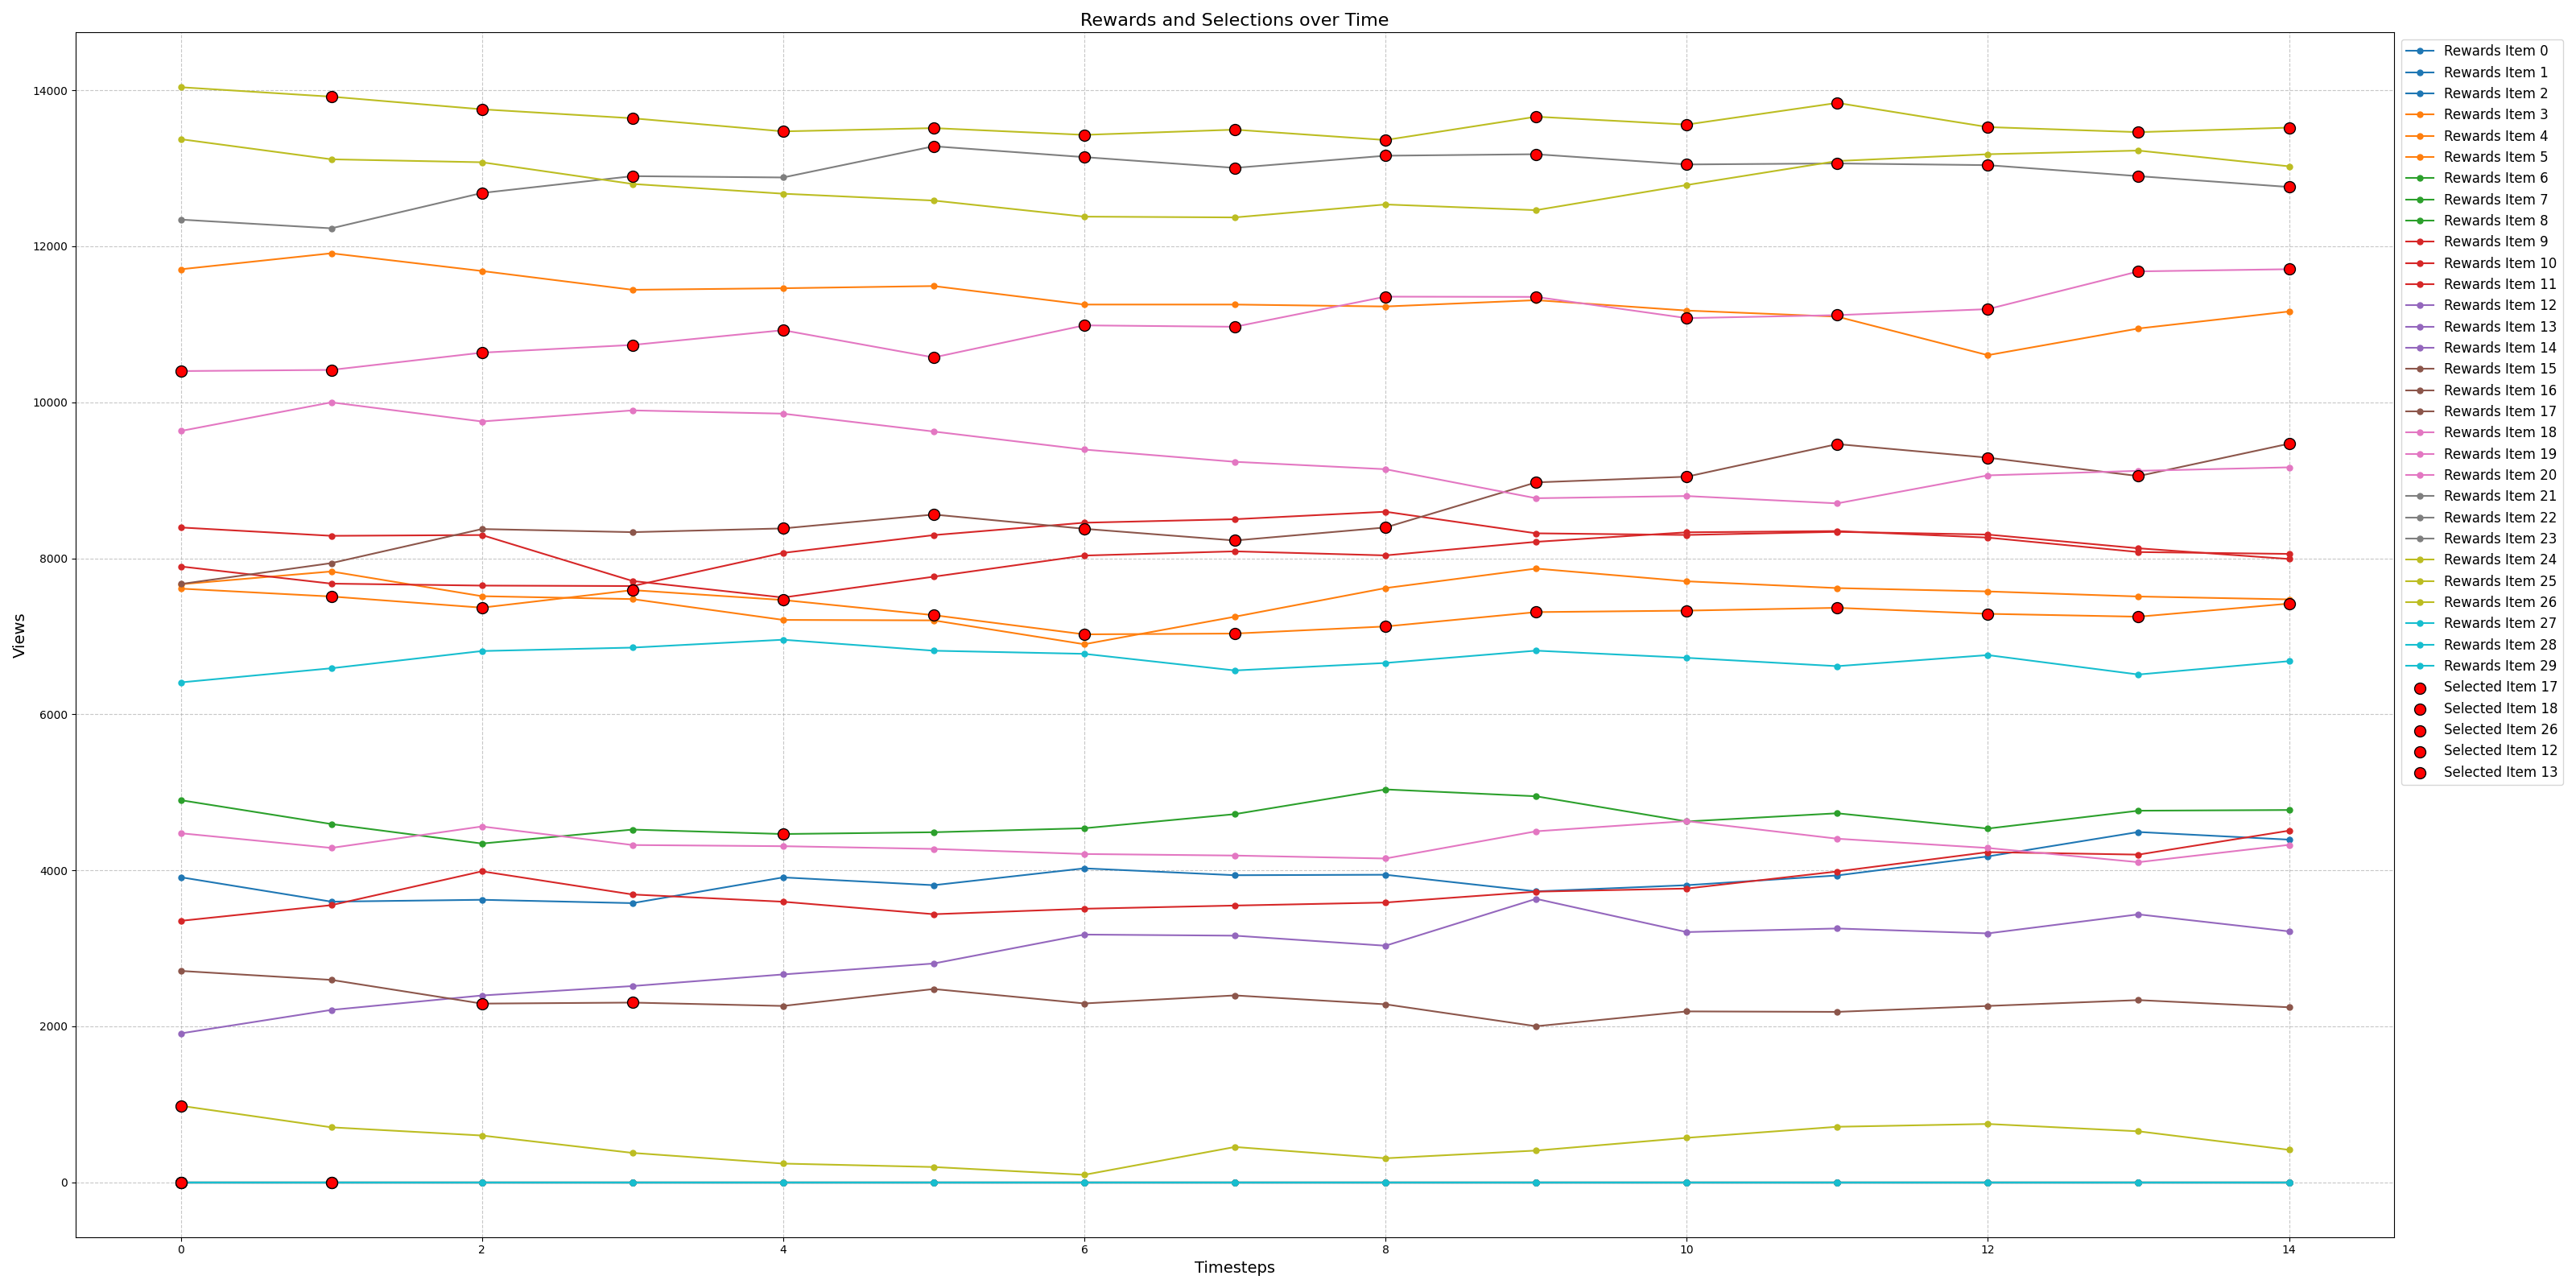 Rewards and Selections over Time
Views
14000
12000
10000
8000
6000
4000
2000
0
0 2 4 6 8 10 12 14
Timesteps
Rewards Item 0
Rewards Item 1
Rewards Item 2
Rewards Item 3
Rewards Item 4
Rewards Item 5
Rewards Item 6
Rewards Item 7
Rewards Item 8
Rewards Item 9
Rewards Item 10
Rewards Item 11
Rewards Item 12
Rewards Item 13
Rewards Item 14
Rewards Item 15
Rewards Item 16
Rewards Item 17
Rewards Item 18
Rewards Item 19
Rewards Item 20
Rewards Item 21
Rewards Item 22
Rewards Item 23
Rewards Item 24
Rewards Item 25
Rewards Item 26
Rewards Item 27
Rewards Item 28
Rewards Item 29
Selected Item 17
Selected Item 18
Selected Item 26
Selected Item 12
Selected Item 13